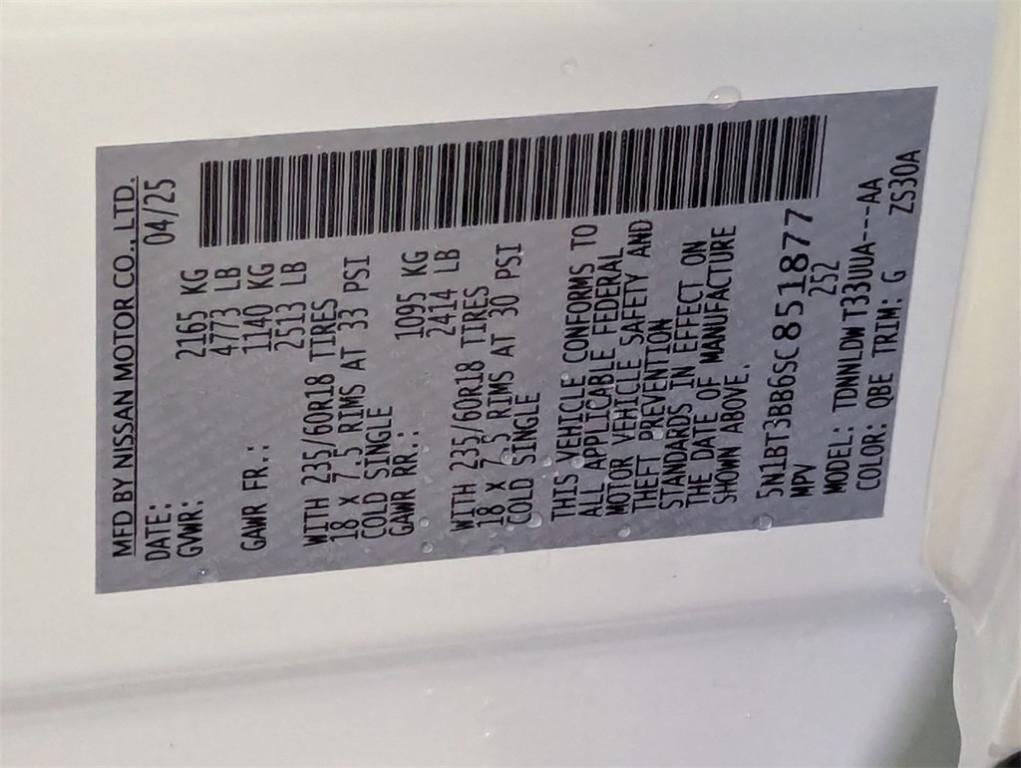 MFD BY NISSAN MOTOR CO., LTD.
DATE: 04/25
GVWR: 2165 KG
4773 LB
GAWR FR.: 1140 KG
2513 LB
WITH 235/60R18 TIRES
18 X 7.5 RIMS AT 33 PSI
COLD SINGLE
GAWR RR.: 1095 KG
2414 LB
WITH 235/60R18 TIRES
18 X 7.5 RIMS AT 30 PSI
COLD SINGLE
THIS VEHICLE CONFORMS TO
ALL APPLICABLE FEDERAL
MOTOR VEHICLE SAFETY AND
THEFT PREVENTION
STANDARDS IN EFFECT ON
THE DATE OF MANUFACTURE
SHOWN ABOVE.
5N1BT3BB6SC851877
MPV 252
MODEL: TDNNNLDW T33UUA---AA
COLOR: QBE TRIM: G ZS30A